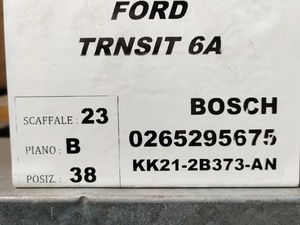 FORD
TRNSIT 6A
SCAFFALE : 23
PIANO : B
POSIZ. : 38
BOSCH
0265295675
KK21-2B373-AN